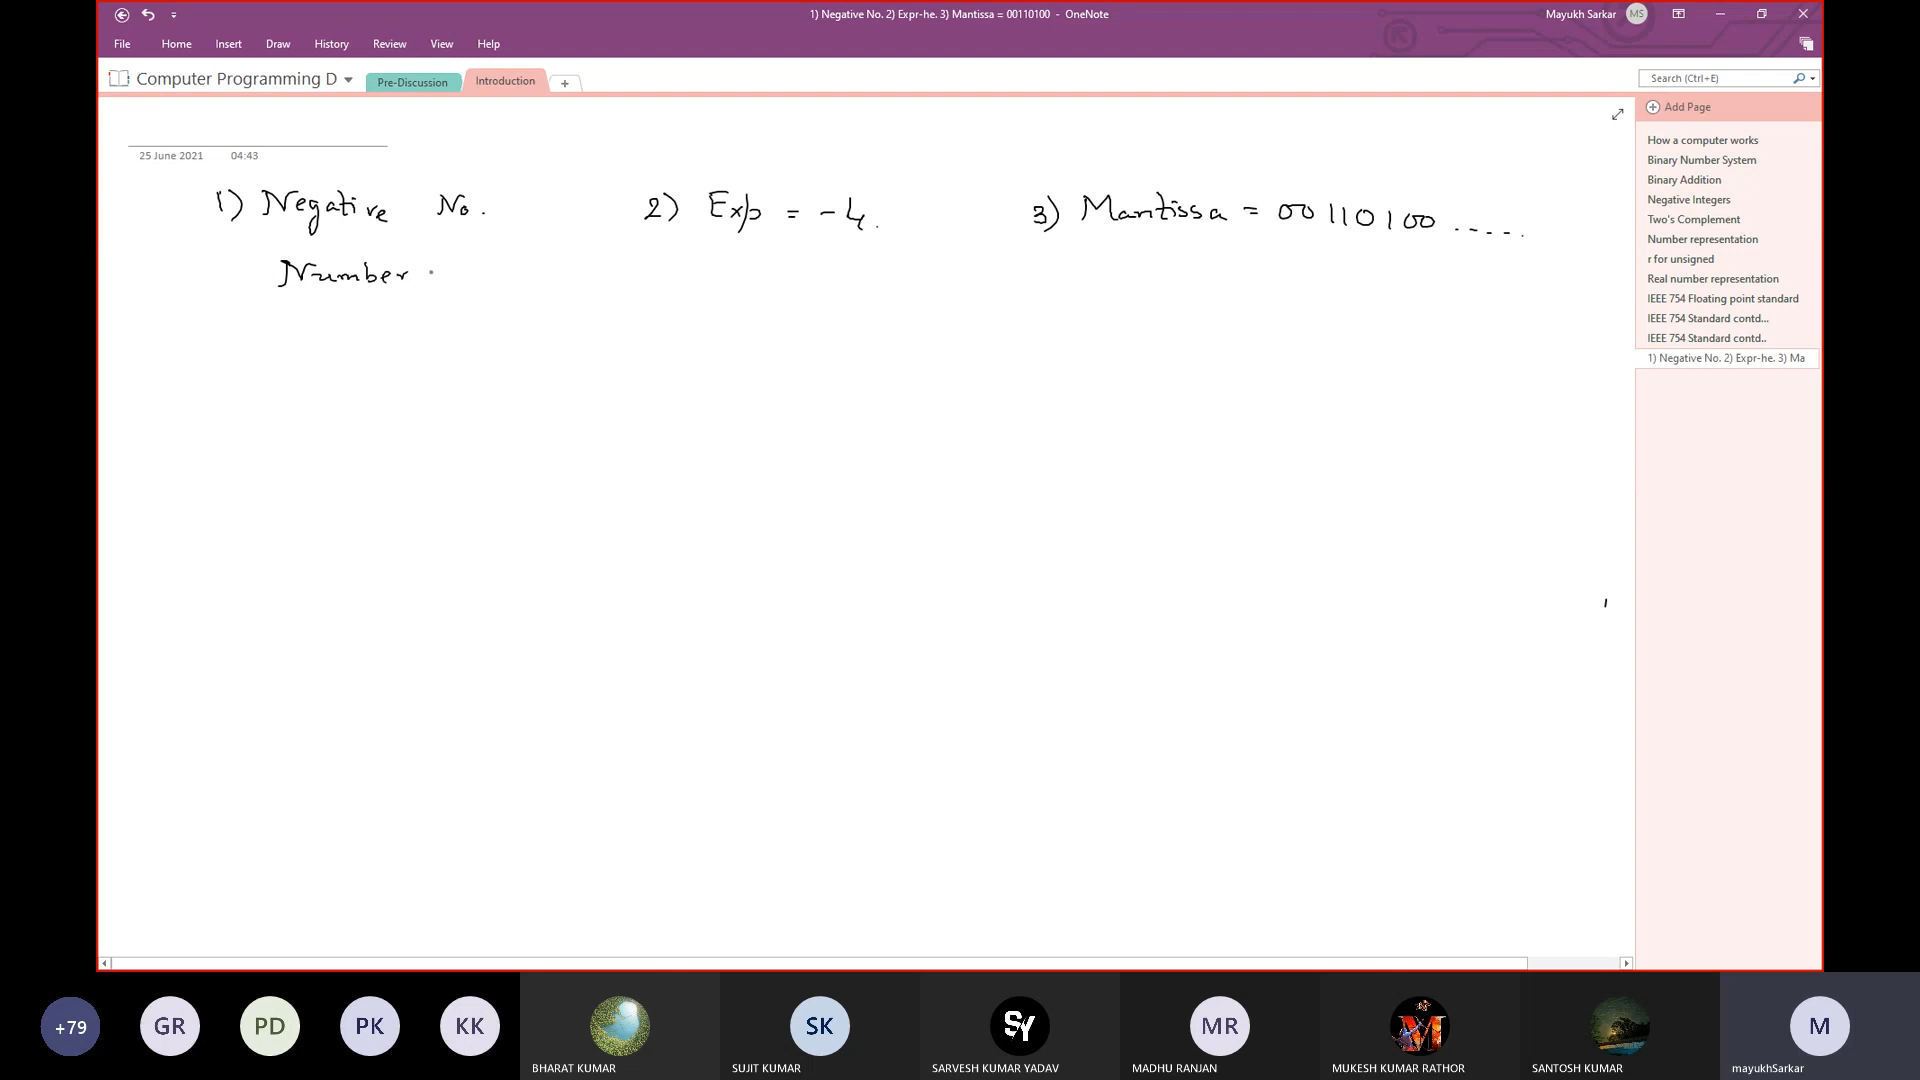 1) Negative No. 2) Expr-he. 3) Mantissa = 00110100 - OneNote
Mayukh Sarkar
MS
File Home Insert Draw History Review View Help
Computer Programming D
Pre-Discussion
Introduction
Search (Ctrl+E)
Add Page
25 June 2021 04:43
1) Negative No. 2) Exp = -4. 3) Mantissa = 00110100 .....
Number
How a computer works
Binary Number System
Binary Addition
Negative Integers
Two's Complement
Number representation
r for unsigned
Real number representation
IEEE 754 Floating point standard
IEEE 754 Standard contd...
IEEE 754 Standard contd..
1) Negative No. 2) Expr-he. 3) Ma
+79 GR PD PK KK SK SY MR M M
BHARAT KUMAR SUJIT KUMAR SARVESH KUMAR YADAV MADHU RANJAN MUKESH KUMAR RATHOR SANTOSH KUMAR mayukhSarkar